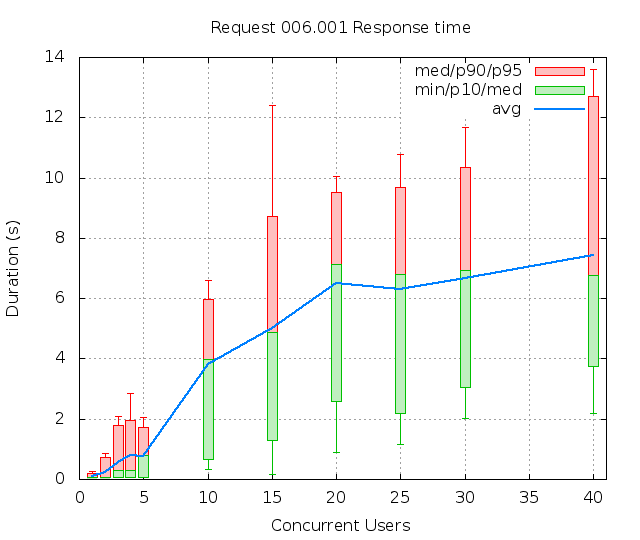 Request 006.001 Response time
14
12
10
8
6
4
2
0
Duration (s)
med/p90/p95
min/p10/med
avg
0 5 10 15 20 25 30 35 40
Concurrent Users